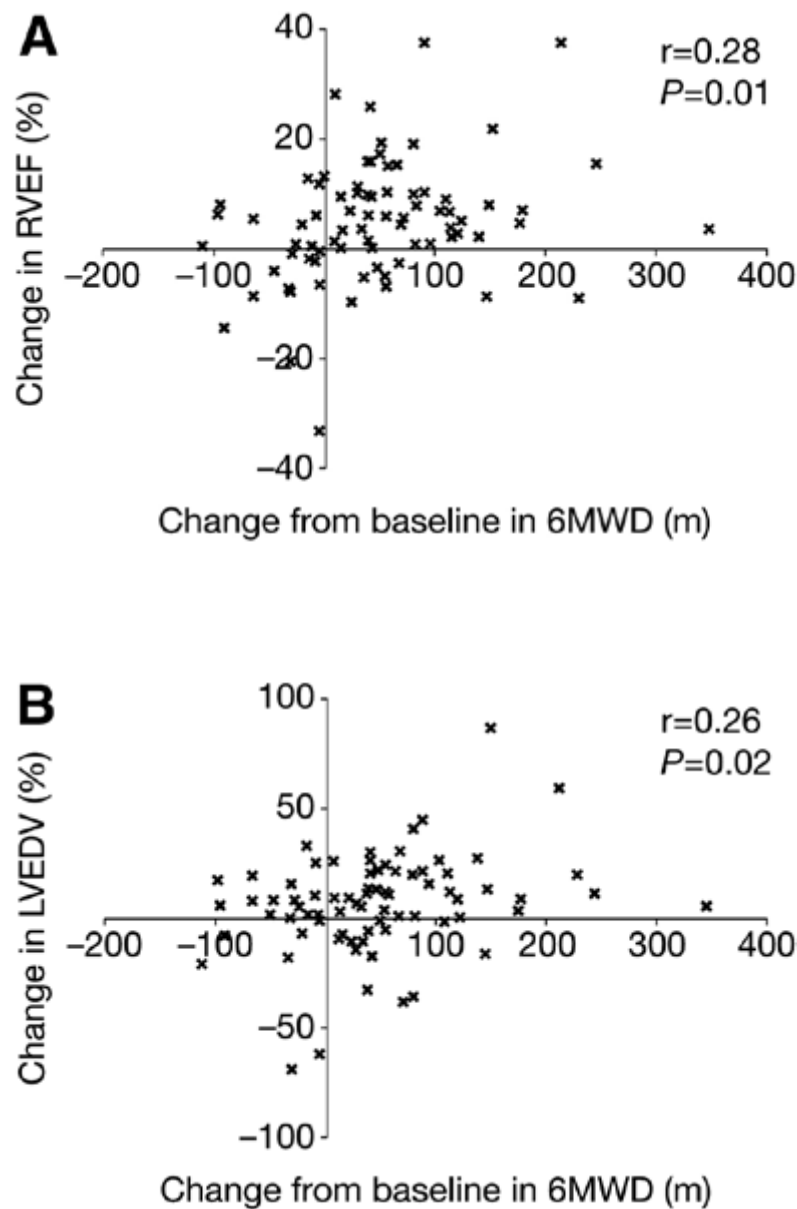 A
r=0.28
P=0.01
Change in RVEF (%)
40
20
−200
−100
100
200
300
400
−20
−40
Change from baseline in 6MWD (m)
B
r=0.26
P=0.02
Change in LVEDV (%)
100
50
−200
−100
100
200
300
400
−50
−100
Change from baseline in 6MWD (m)